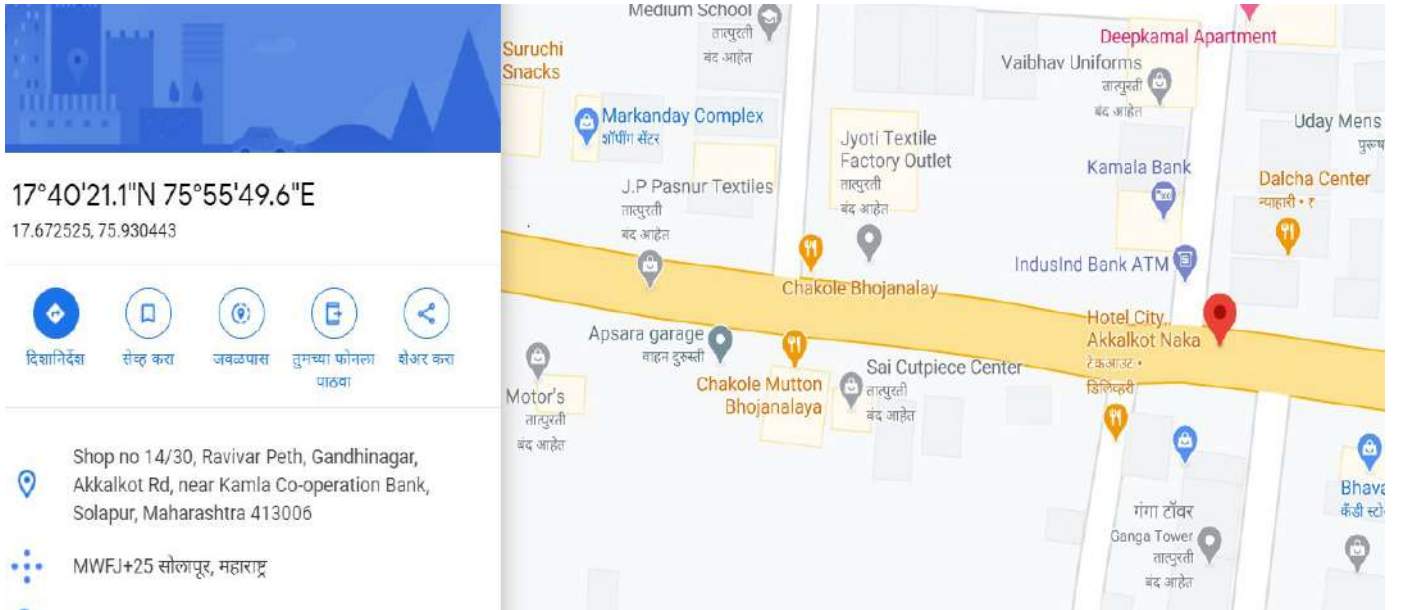 17°40'21.1"N 75°55'49.6"E
17.672525, 75.930443
दिशानिर्देश
सेव्ह करा
जवळपास
तुमच्या फोनला
पाठवा
शेअर करा
Shop no 14/30, Ravivar Peth, Gandhinagar,
Akkalkot Rd, near Kamla Co-operation Bank,
Solapur, Maharashtra 413006
MWFJ+25 सोलापूर, महाराष्ट्र
Medium School
तात्पुरती
बंद आहेत
Suruchi
Snacks
Markanday Complex
शॉपिंग सेंटर
J.P Pasnur Textiles
तात्पुरती
बंद आहेत
Jyoti Textile
Factory Outlet
तात्पुरती
बंद आहेत
Deepkamal Apartment
Vaibhav Uniforms
तात्पुरती
बंद आहेत
Uday Mens
पुरुष
Kamala Bank
Dalcha Center
न्याहारी • ₹
IndusInd Bank ATM
Chakole Bhojanalay
Hotel City,
Akkalkot Naka
टेकआउट •
डिलिव्हरी
Apsara garage
वाहन दुरुस्ती
Chakole Mutton
Bhojanalaya
Sai Cutpiece Center
तात्पुरती
बंद आहेत
Motor's
तात्पुरती
बंद आहेत
गंगा टॉवर
Ganga Tower
तात्पुरती
बंद आहेत
Bhava
कँडी स्टो